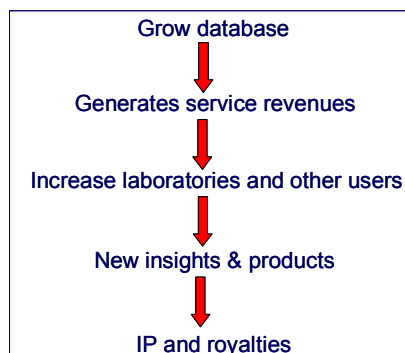 Grow database
Generates service revenues
Increase laboratories and other users
New insights & products
IP and royalties